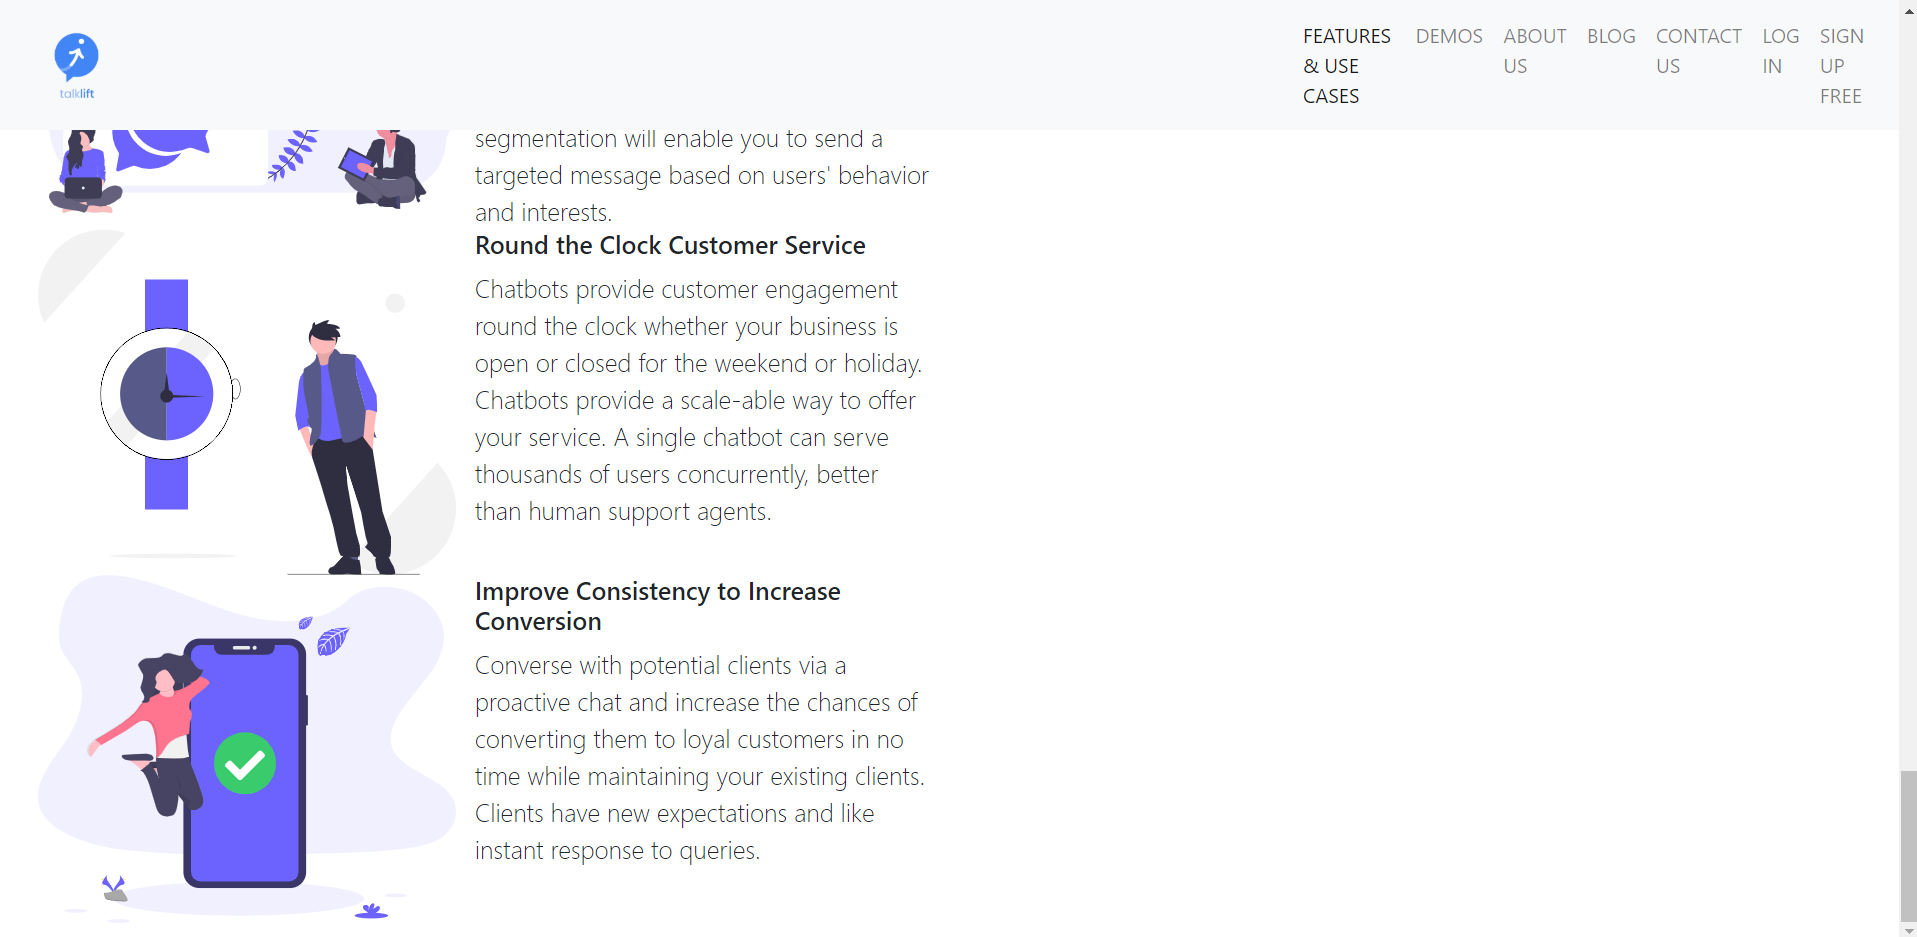 talklift
FEATURES & USE CASES
DEMOS
ABOUT US
BLOG
CONTACT US
LOG IN
SIGN UP FREE
segmentation will enable you to send a
targeted message based on users' behavior
and interests.
Round the Clock Customer Service
Chatbots provide customer engagement
round the clock whether your business is
open or closed for the weekend or holiday.
Chatbots provide a scale-able way to offer
your service. A single chatbot can serve
thousands of users concurrently, better
than human support agents.
Improve Consistency to Increase
Conversion
Converse with potential clients via a
proactive chat and increase the chances of
converting them to loyal customers in no
time while maintaining your existing clients.
Clients have new expectations and like
instant response to queries.